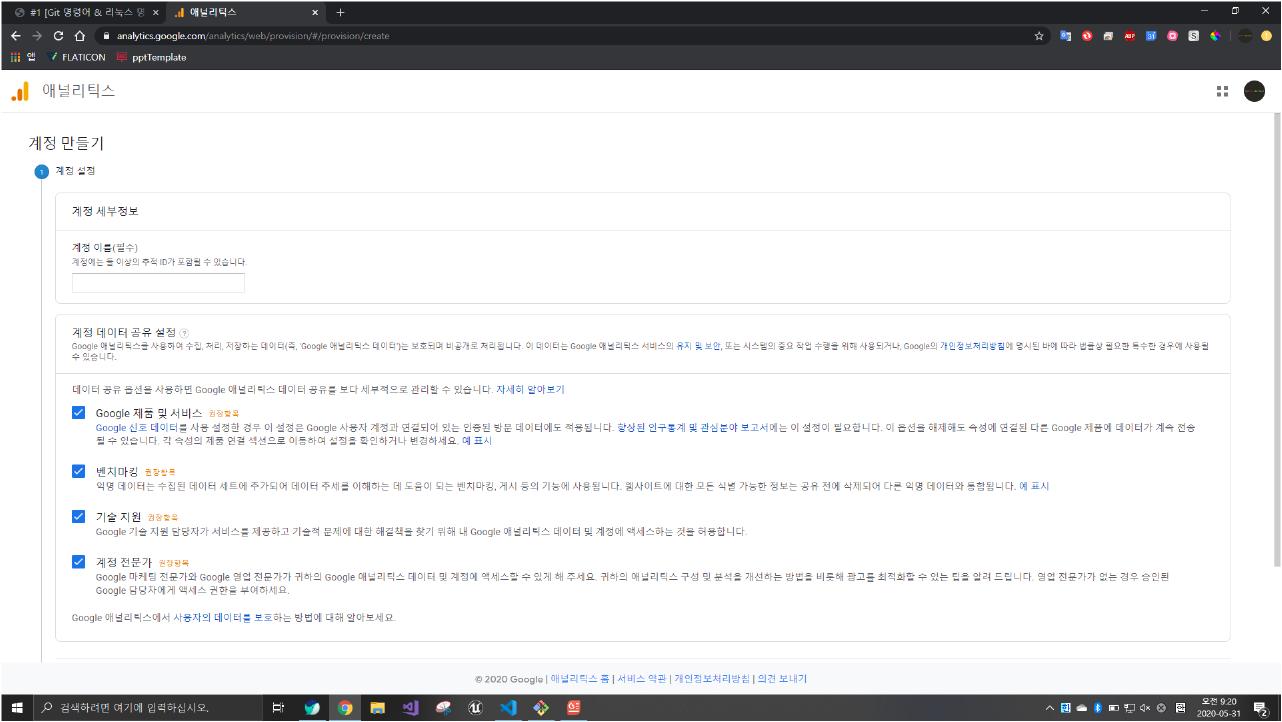 #1 [Git 명령어 & 리눅스 명
애널리틱스
analytics.google.com/analytics/web/provision/#/provision/create
앱
FLATICON
pptTemplate
애널리틱스
계정 만들기
1
계정 설정
계정 세부정보
계정 이름(필수)
계정에는 둘 이상의 추적 ID가 포함될 수 있습니다.
계정 데이터 공유 설정
Google 애널리틱스를 사용하여 수집, 처리, 저장하는 데이터(즉, 'Google 애널리틱스 데이터')는 보호되며 비공개로 처리됩니다. 이 데이터는 Google 애널리틱스 서비스의 유지 및 보안, 또는 시스템의 중요 작업 수행을 위해 사용되거나, Google의 개인정보처리방침에 명시된 바에 따라 법률상 필요한 특수한 경우에 사용될
수 있습니다.
데이터 공유 옵션을 사용하면 Google 애널리틱스 데이터 공유를 보다 세부적으로 관리할 수 있습니다. 자세히 알아보기
Google 제품 및 서비스 권장항목
Google 신호 데이터를 사용 설정한 경우 이 설정은 Google 사용자 계정과 연결되어 있는 인증된 방문 데이터에도 적용됩니다. 향상된 인구통계 및 관심분야 보고서에는 이 설정이 필요합니다. 이 옵션을 해제해도 속성에 연결된 다른 Google 제품에 데이터가 계속 전송
될 수 있습니다. 각 속성의 제품 연결 섹션으로 이동하여 설정을 확인하거나 변경하세요. 예 표시
벤치마킹 권장항목
익명 데이터는 수집된 데이터 세트에 추가되어 데이터 추세를 이해하는 데 도움이 되는 벤치마킹, 게시 등의 기능에 사용됩니다. 웹사이트에 대한 모든 식별 가능한 정보는 공유 전에 삭제되어 다른 익명 데이터와 통합됩니다. 예 표시
기술 지원 권장항목
Google 기술 지원 담당자가 서비스를 제공하고 기술적 문제에 대한 해결책을 찾기 위해 내 Google 애널리틱스 데이터 및 계정에 액세스하는 것을 허용합니다.
계정 전문가 권장항목
Google 마케팅 전문가와 Google 영업 전문가가 귀하의 Google 애널리틱스 데이터 및 계정에 액세스할 수 있게 해 주세요. 귀하의 애널리틱스 구성 및 분석을 개선하는 방법을 비롯해 광고를 최적화할 수 있는 팁을 알려 드립니다. 영업 전문가가 없는 경우 승인된
Google 담당자에게 액세스 권한을 부여하세요.
Google 애널리틱스에서 사용자의 데이터를 보호하는 방법에 대해 알아보세요.
© 2020 Google | 애널리틱스 홈 | 서비스 약관 | 개인정보처리방침 | 의견 보내기
검색하려면 여기에 입력하십시오.
오전 9:20
2020-05-31
2